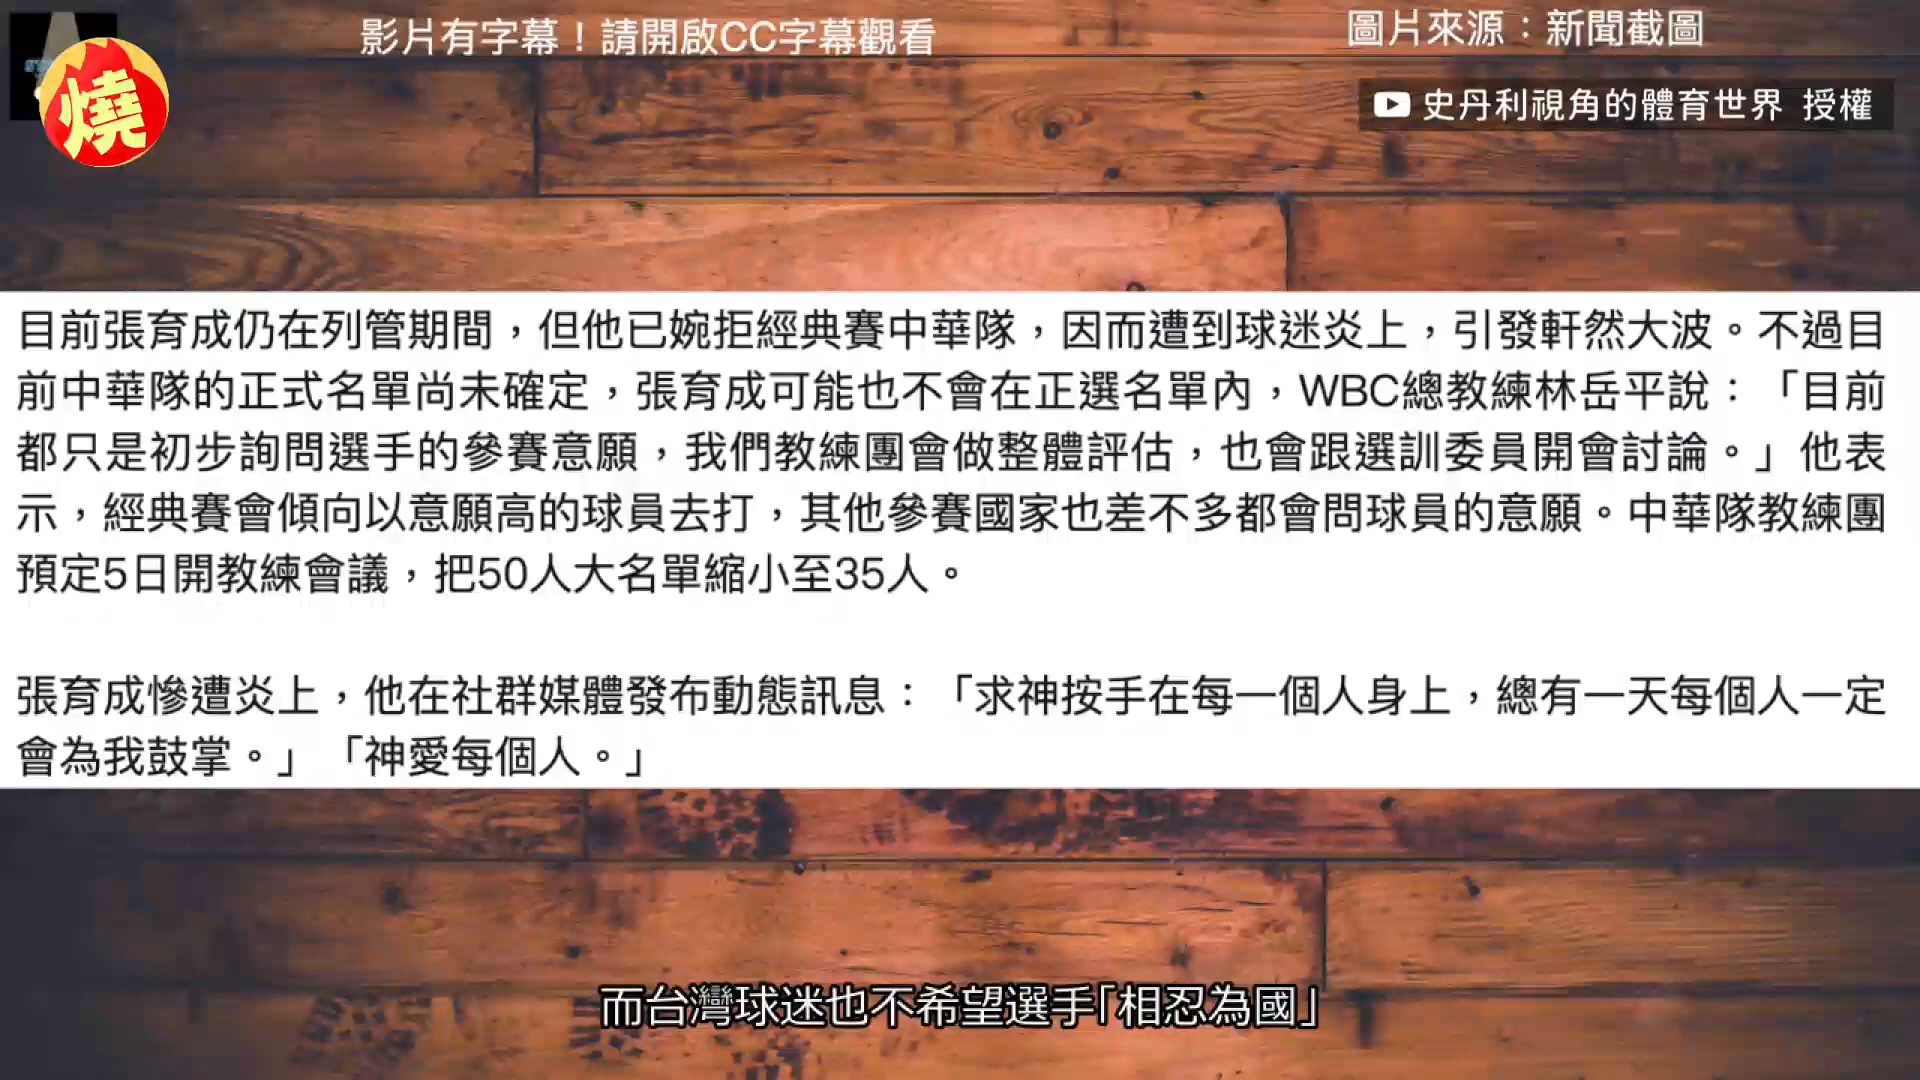 影片有字幕！請開啟CC字幕觀看
圖片來源：新聞截圖
燒
史丹利視角的體育世界 授權
目前張育成仍在列管期間，但他已婉拒經典賽中華隊，因而遭到球迷炎上，引發軒然大波。不過目
前中華隊的正式名單尚未確定，張育成可能也不會在正選名單內，WBC總教練林岳平說：「目前
都只是初步詢問選手的參賽意願，我們教練團會做整體評估，也會跟選訓委員開會討論。」他表
示，經典賽會傾向以意願高的球員去打，其他參賽國家也差不多都會問球員的意願。中華隊教練團
預定5日開教練會議，把50人大名單縮小至35人。
張育成慘遭炎上，他在社群媒體發布動態訊息：「求神按手在每一個人身上，總有一天每個人一定
會為我鼓掌。」「神愛每個人。」
而台灣球迷也不希望選手「相忍為國」